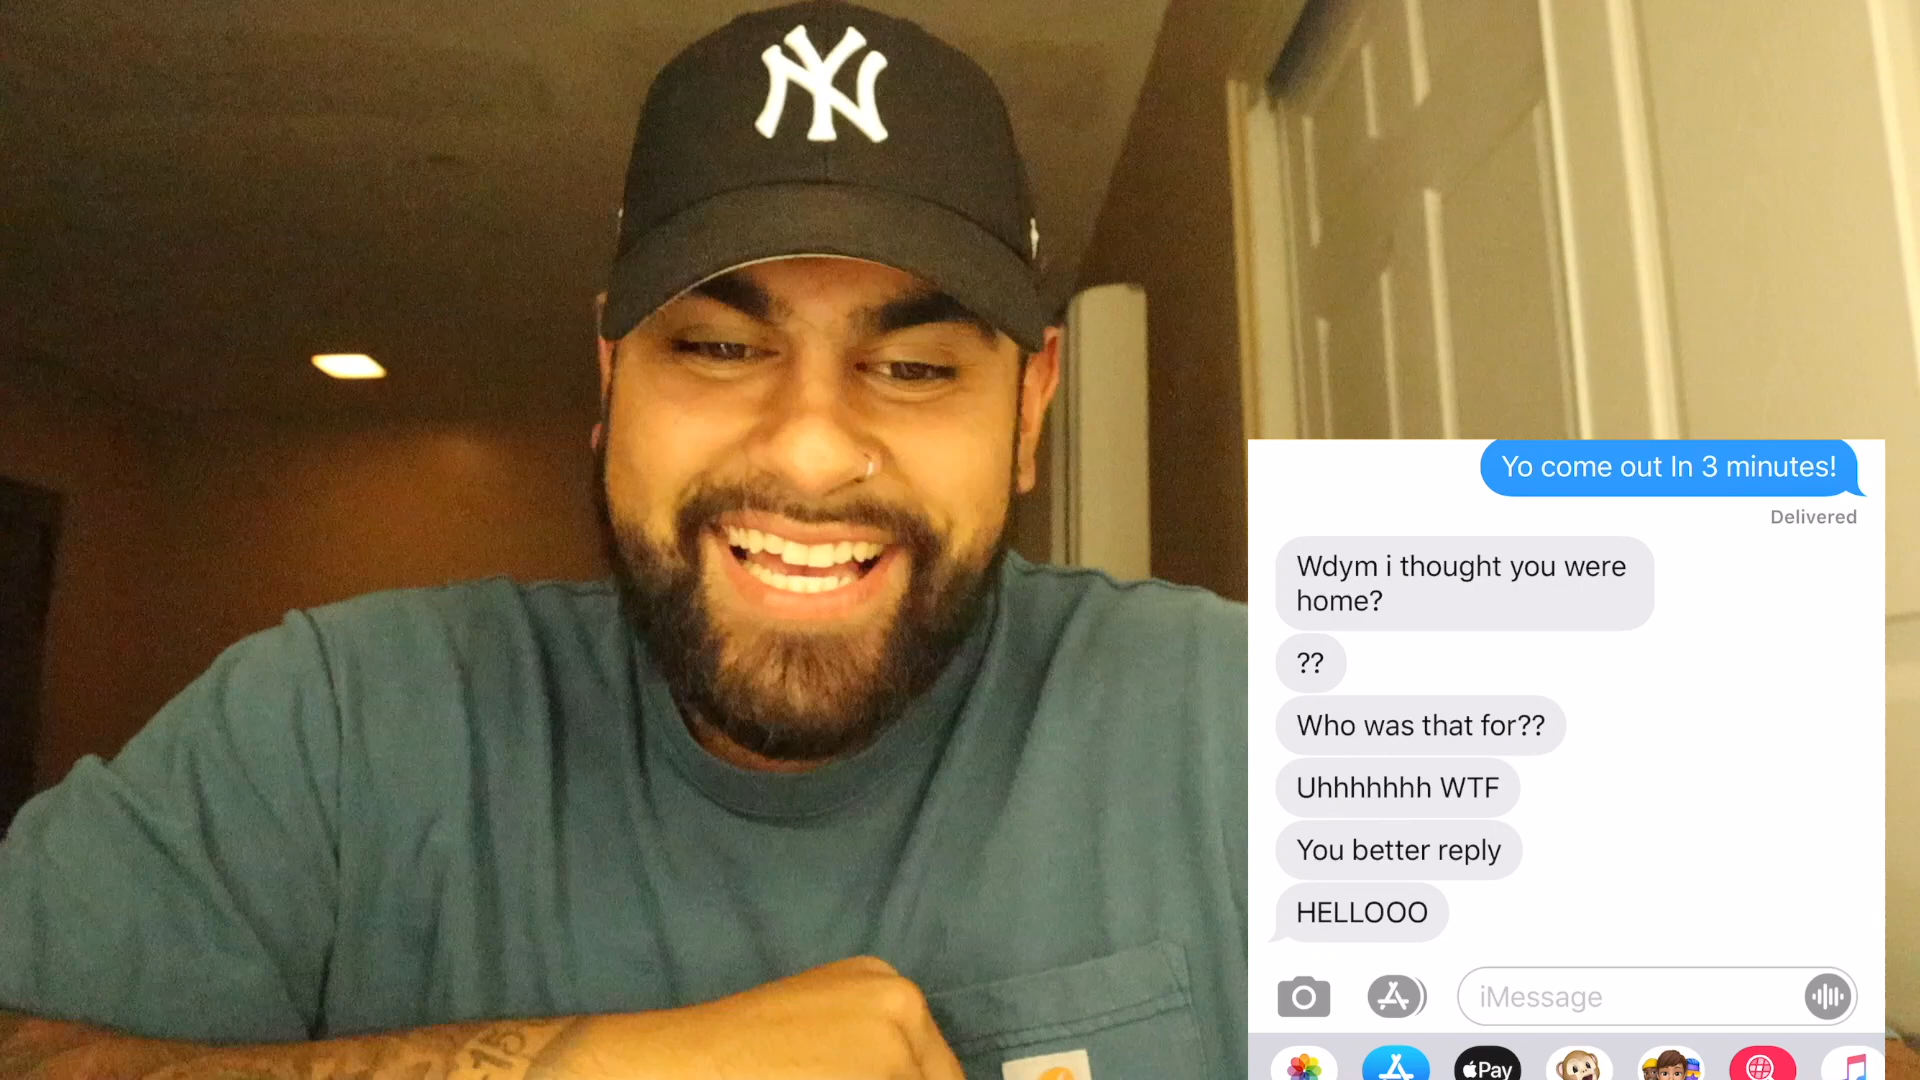 NY
Yo come out In 3 minutes!
Delivered
Wdym i thought you were
home?
??
Who was that for??
Uhhhhhhh WTF
You better reply
HELLOOO
iMessage
Pay
15